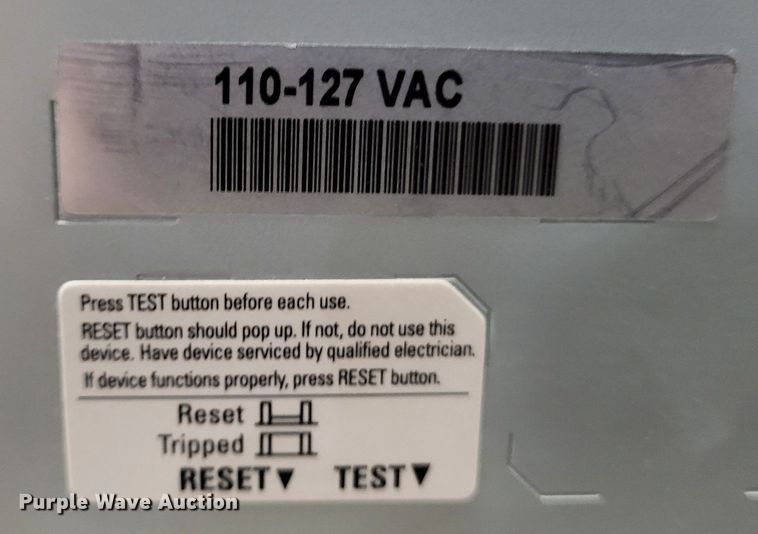 110-127 VAC
Press TEST button before each use.
RESET button should pop up. If not, do not use this
device. Have device serviced by qualified electrician.
If device functions properly, press RESET button.
Reset
Tripped
RESET▼ TEST▼
Purple Wave Auction